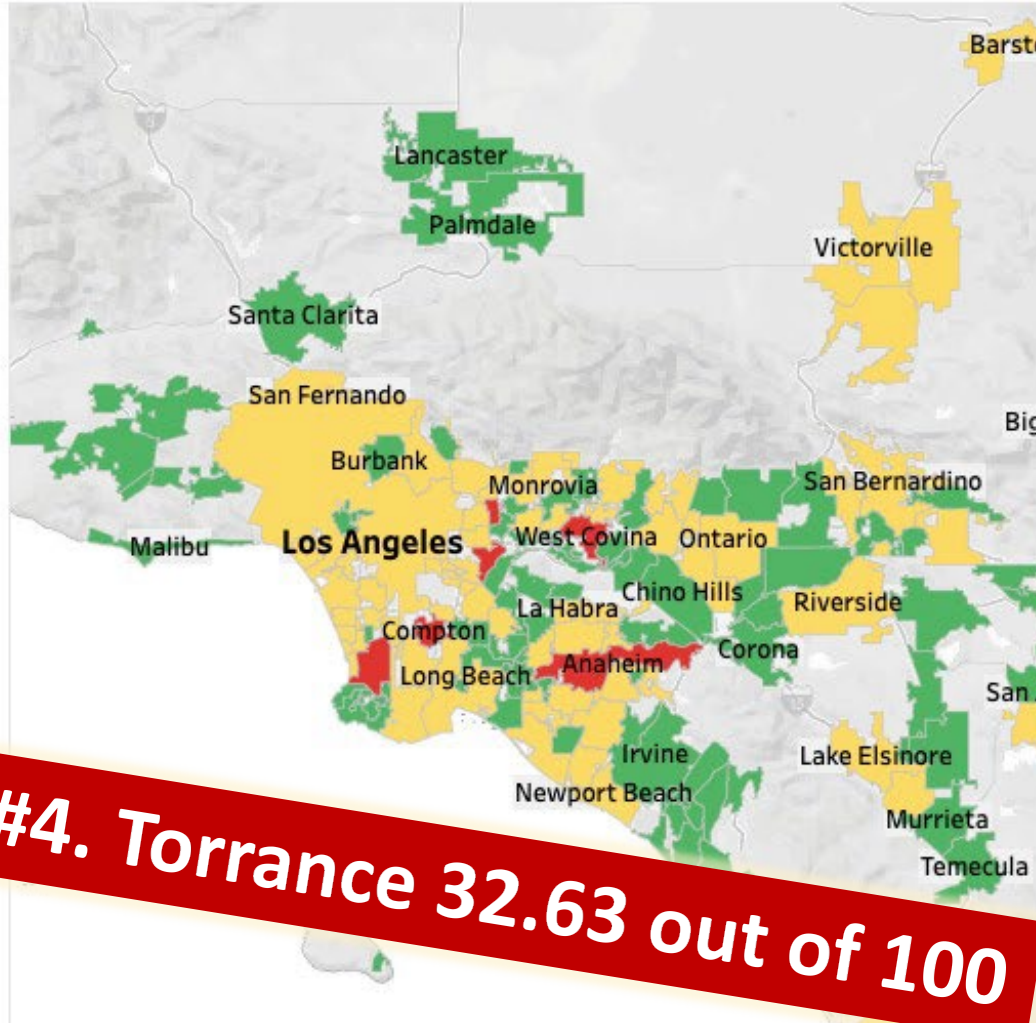 Barst
Lancaster
Palmdale
Victorville
Santa Clarita
San Fernando
Big
Burbank
Monrovia
San Bernardino
Los Angeles
West Covina
Ontario
Malibu
Chino Hills
La Habra
Riverside
Compton
Corona
Anaheim
Long Beach
San
Irvine
Lake Elsinore
Newport Beach
Murrieta
Temecula
#4. Torrance 32.63 out of 100